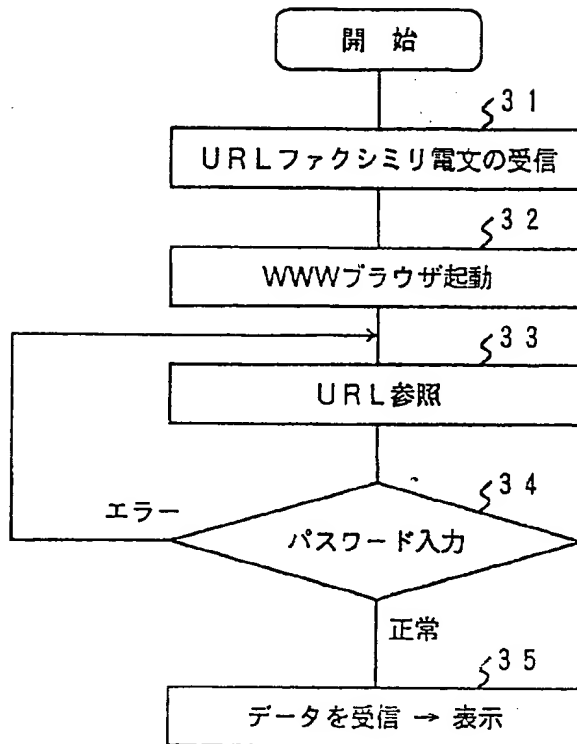 開 始
31
URLファクシミリ電文の受信
32
WWWブラウザ起動
33
URL参照
34
エラー
パスワード入力
正常
35
データを受信 → 表示